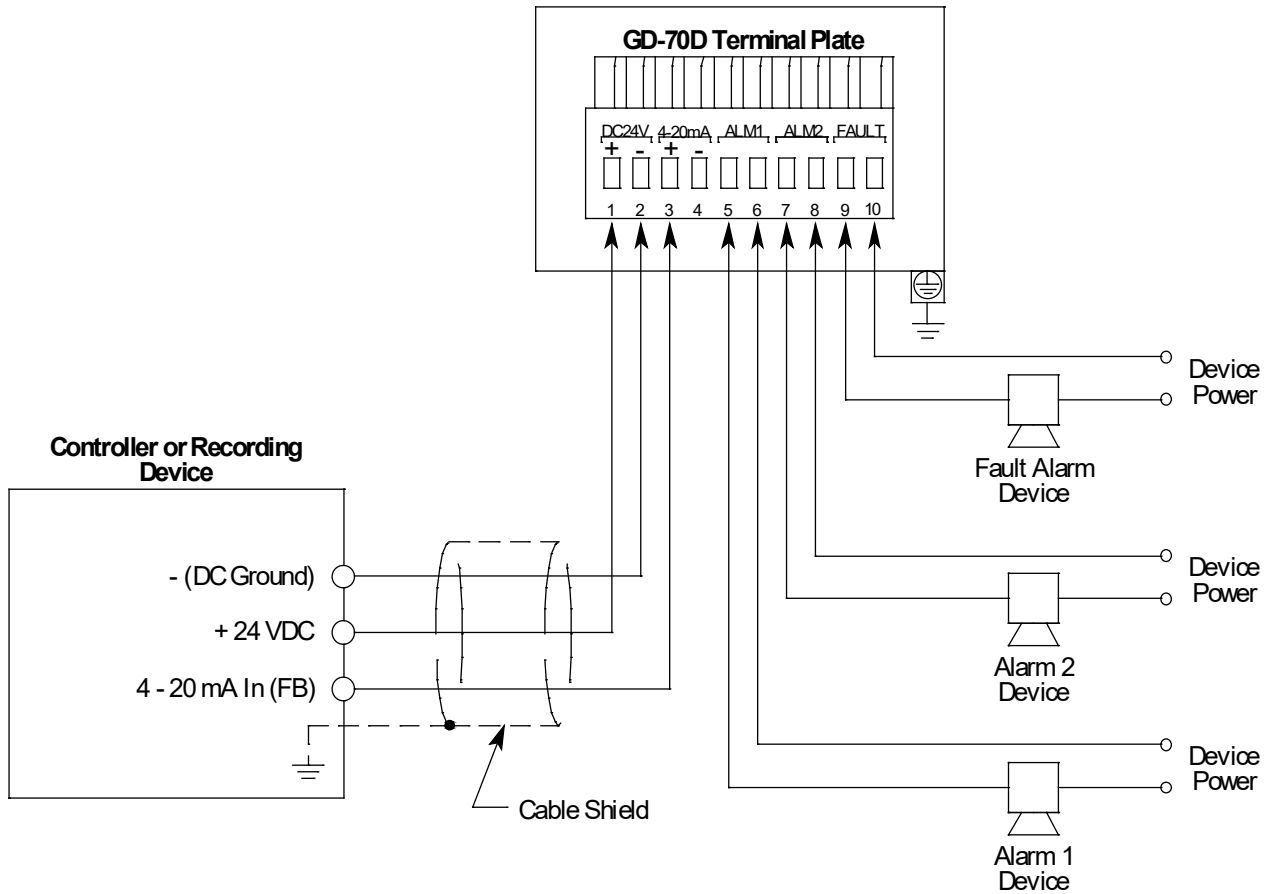 GD-70D Terminal Plate
DC24V 4-20mA ALM1 ALM2 FAULT
+ - + -
1 2 3 4 5 6 7 8 9 10
Device
Power
Fault Alarm
Device
Controller or Recording
Device
- (DC Ground)
+ 24 VDC
4 - 20 mA In (FB)
Cable Shield
Device
Power
Alarm 2
Device
Device
Power
Alarm 1
Device